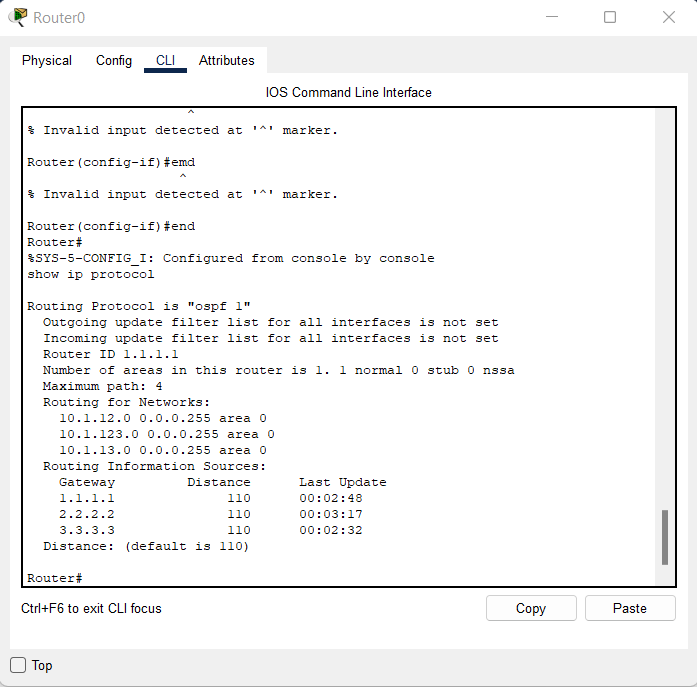 Router0
Physical Config CLI Attributes
IOS Command Line Interface
^
% Invalid input detected at '^' marker.
Router(config-if)#emd
^
% Invalid input detected at '^' marker.
Router(config-if)#end
Router#
%SYS-5-CONFIG_I: Configured from console by console
show ip protocol
Routing Protocol is "ospf 1"
Outgoing update filter list for all interfaces is not set
Incoming update filter list for all interfaces is not set
Router ID 1.1.1.1
Number of areas in this router is 1. 1 normal 0 stub 0 nssa
Maximum path: 4
Routing for Networks:
10.1.12.0 0.0.0.255 area 0
10.1.123.0 0.0.0.255 area 0
10.1.13.0 0.0.0.255 area 0
Routing Information Sources:
Gateway Distance Last Update
1.1.1.1 110 00:02:48
2.2.2.2 110 00:03:17
3.3.3.3 110 00:02:32
Distance: (default is 110)
Router#
Ctrl+F6 to exit CLI focus Copy Paste
Top